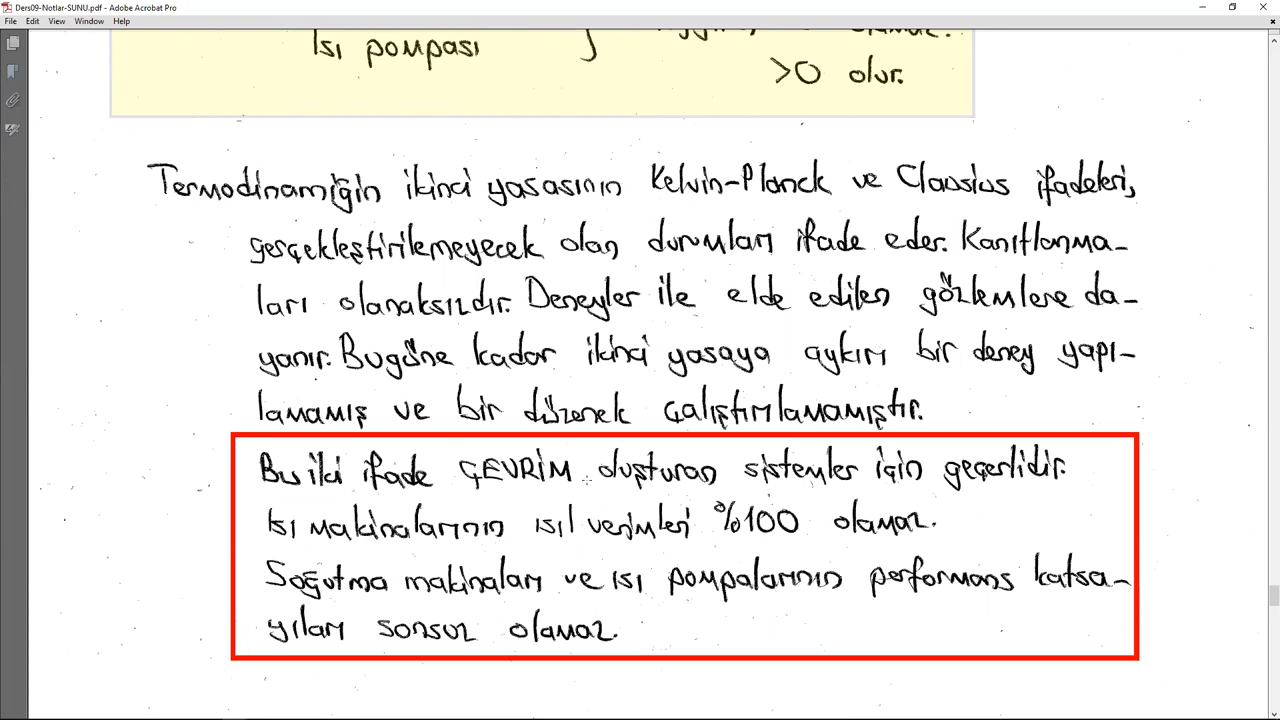 Ders09-Notlar-SUNU.pdf - Adobe Acrobat Pro
File Edit View Window Help
Isı pompası
>0 olur.
Termodinamiğin ikinci yasasının Kelvin-Planck ve Clausius ifadeleri,
gerçekleştirilemeyecek olan durumları ifade eder. Kanıtlanma-
ları olanaksızdır. Deneyler ile elde edilen gözlemlere da-
yanır. Bugüne kadar ikinci yasaya aykırı bir deney yapı-
lamamış ve bir düzenek çalıştırılamamıştır.
Bu iki ifade ÇEVRİM oluşturan sistemler için geçerlidir.
Isı makinalarının ısıl verimleri %100 olamaz.
Soğutma makinaları ve ısı pompalarının performans katsa-
yıları sonsuz olamaz.